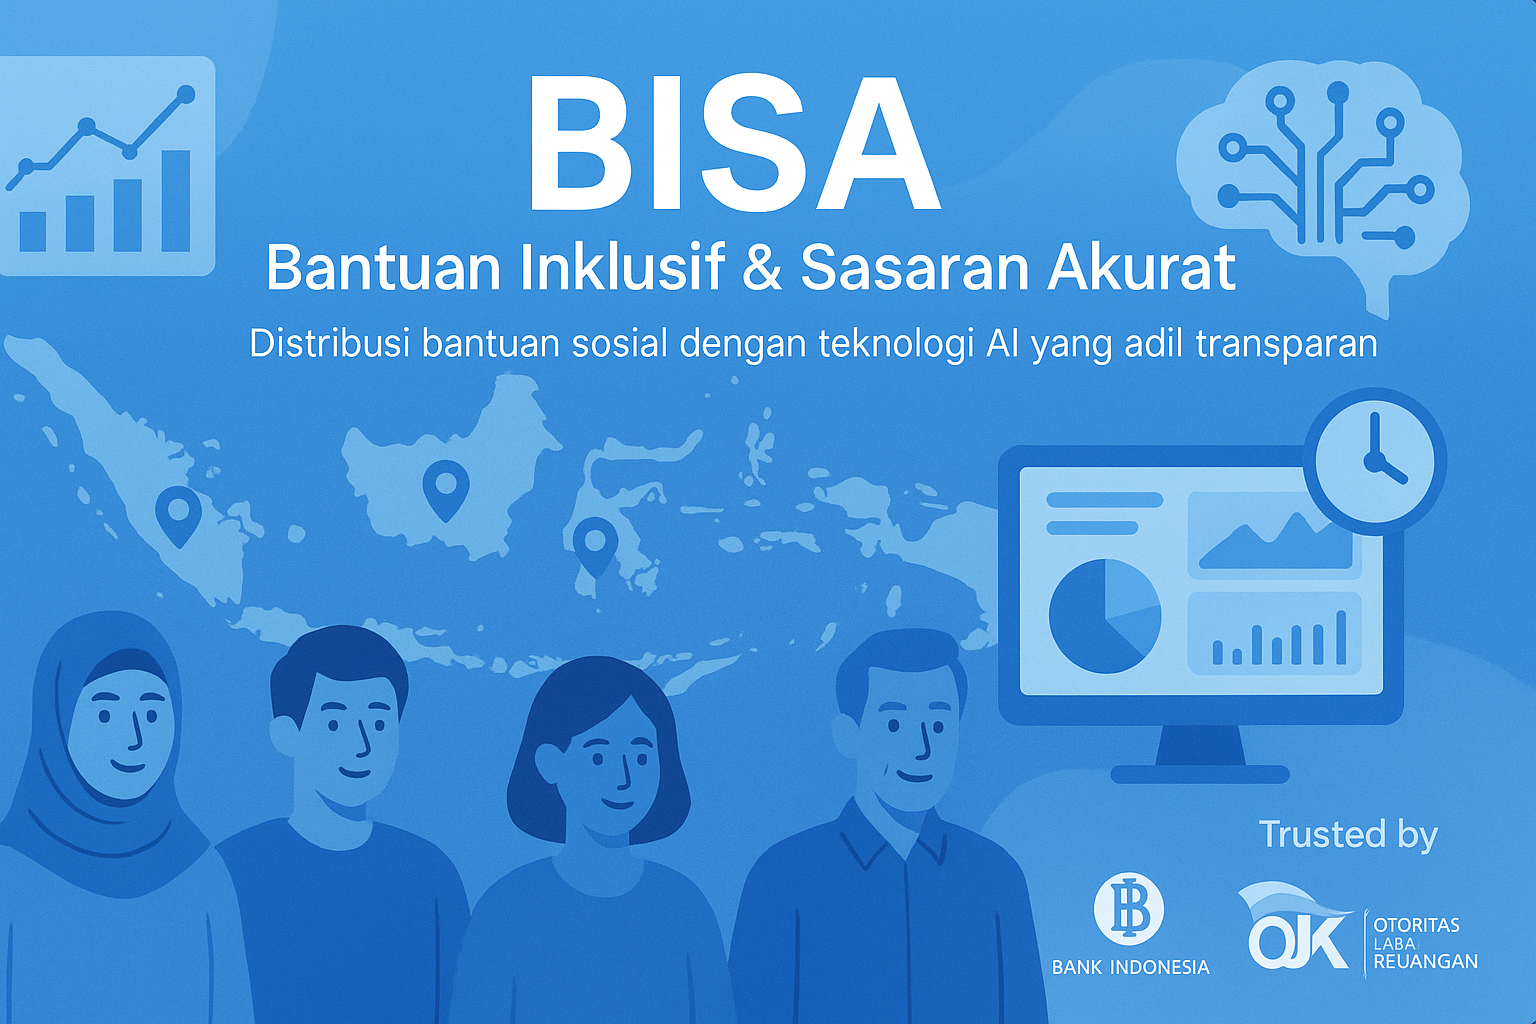 BISA
Bantuan Inklusif & Sasaran Akurat
Distribusi bantuan sosial dengan teknologi AI yang adil transparan
Trusted by
BANK INDONESIA
OJK
OTORITAS
LABA
REUANGAN